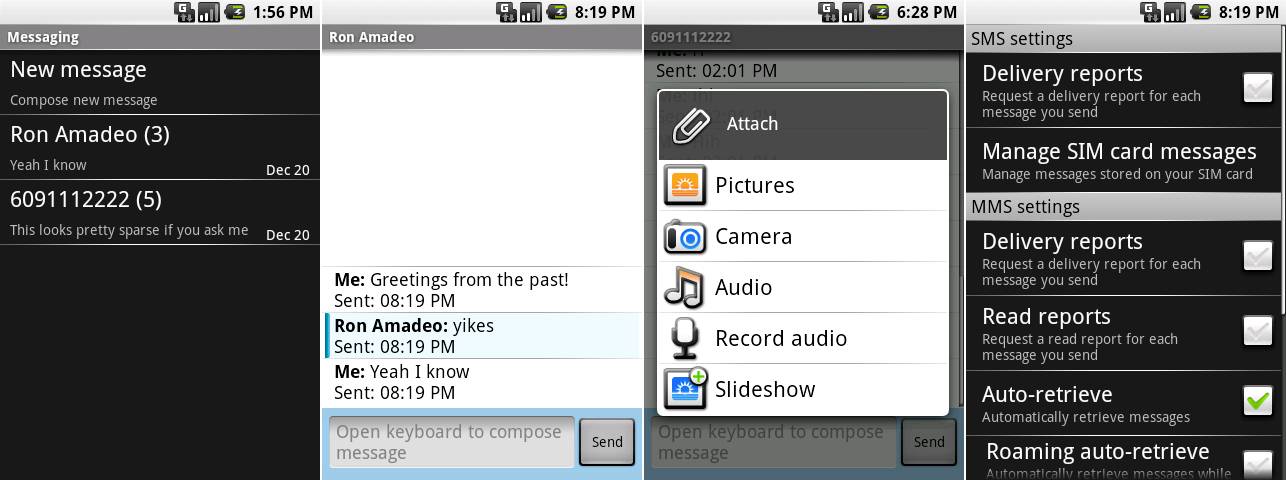 1:56 PM
Messaging
New message
Compose new message
Ron Amadeo (3)
Yeah I know
Dec 20
6091112222 (5)
This looks pretty sparse if you ask me
Dec 20
8:19 PM
Ron Amadeo
Me: Greetings from the past!
Sent: 08:19 PM
Ron Amadeo: yikes
Sent: 08:19 PM
Me: Yeah I know
Sent: 08:19 PM
Open keyboard to compose
message
Send
6:28 PM
6091112222
Sent: 02:01 PM
Attach
Pictures
Camera
Audio
Record audio
Slideshow
Open keyboard to compose
message
Send
8:19 PM
SMS settings
Delivery reports
Request a delivery report for each
message you send
Manage SIM card messages
Manage messages stored on your SIM card
MMS settings
Delivery reports
Request a delivery report for each
message you send
Read reports
Request a read report for each
message you send
Auto-retrieve
Automatically retrieve messages
Roaming auto-retrieve
Automatically retrieve messages while